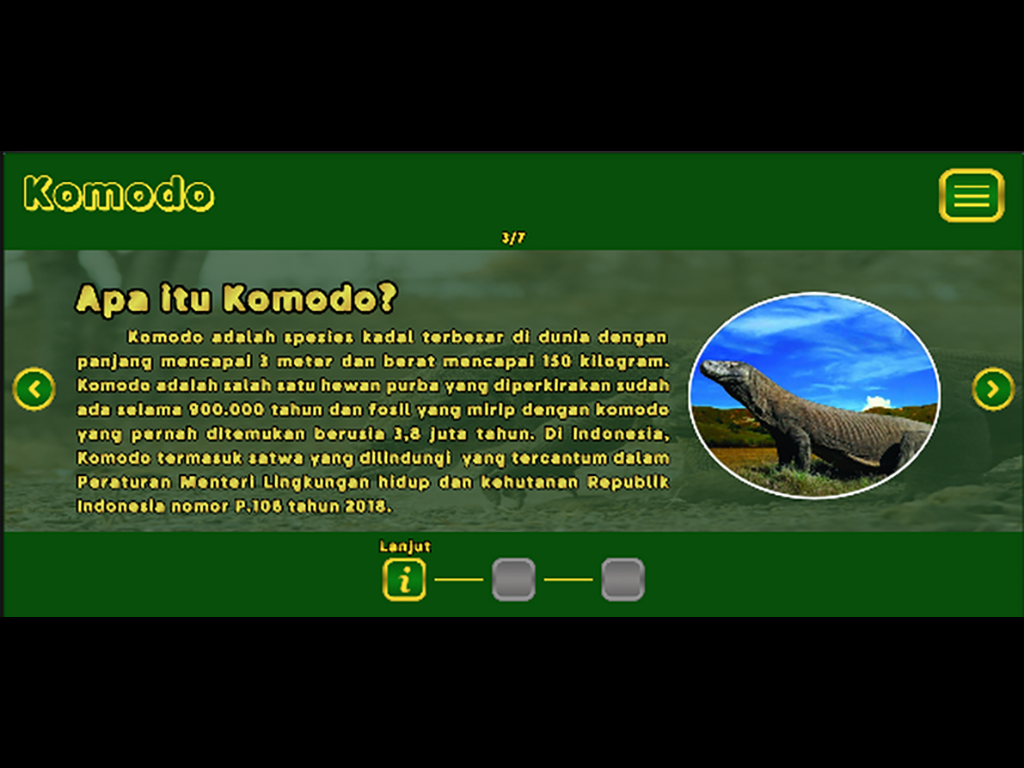 Komodo
3/7
Apa itu Komodo?
Komodo adalah spesies kadal terbesar di dunia dengan
panjang mencapai 3 meter dan berat mencapai 150 kilogram.
Komodo adalah salah satu hewan purba yang diperkirakan sudah
ada selama 900.000 tahun dan fosil yang mirip dengan komodo
yang pernah ditemukan berusia 3,8 juta tahun. Di Indonesia,
Komodo termasuk satwa yang dilindungi yang tercantum dalam
Peraturan Menteri Lingkungan hidup dan kehutanan Republik
Indonesia nomor P.106 tahun 2018.
Lanjut
i